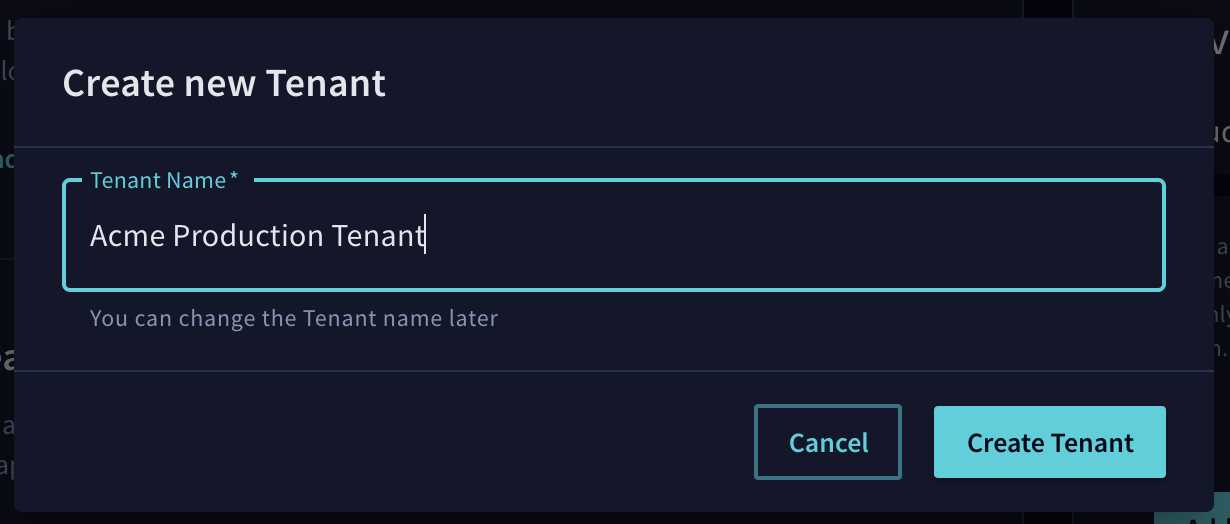 Create new Tenant
Tenant Name*
Acme Production Tenant
You can change the Tenant name later
Cancel
Create Tenant